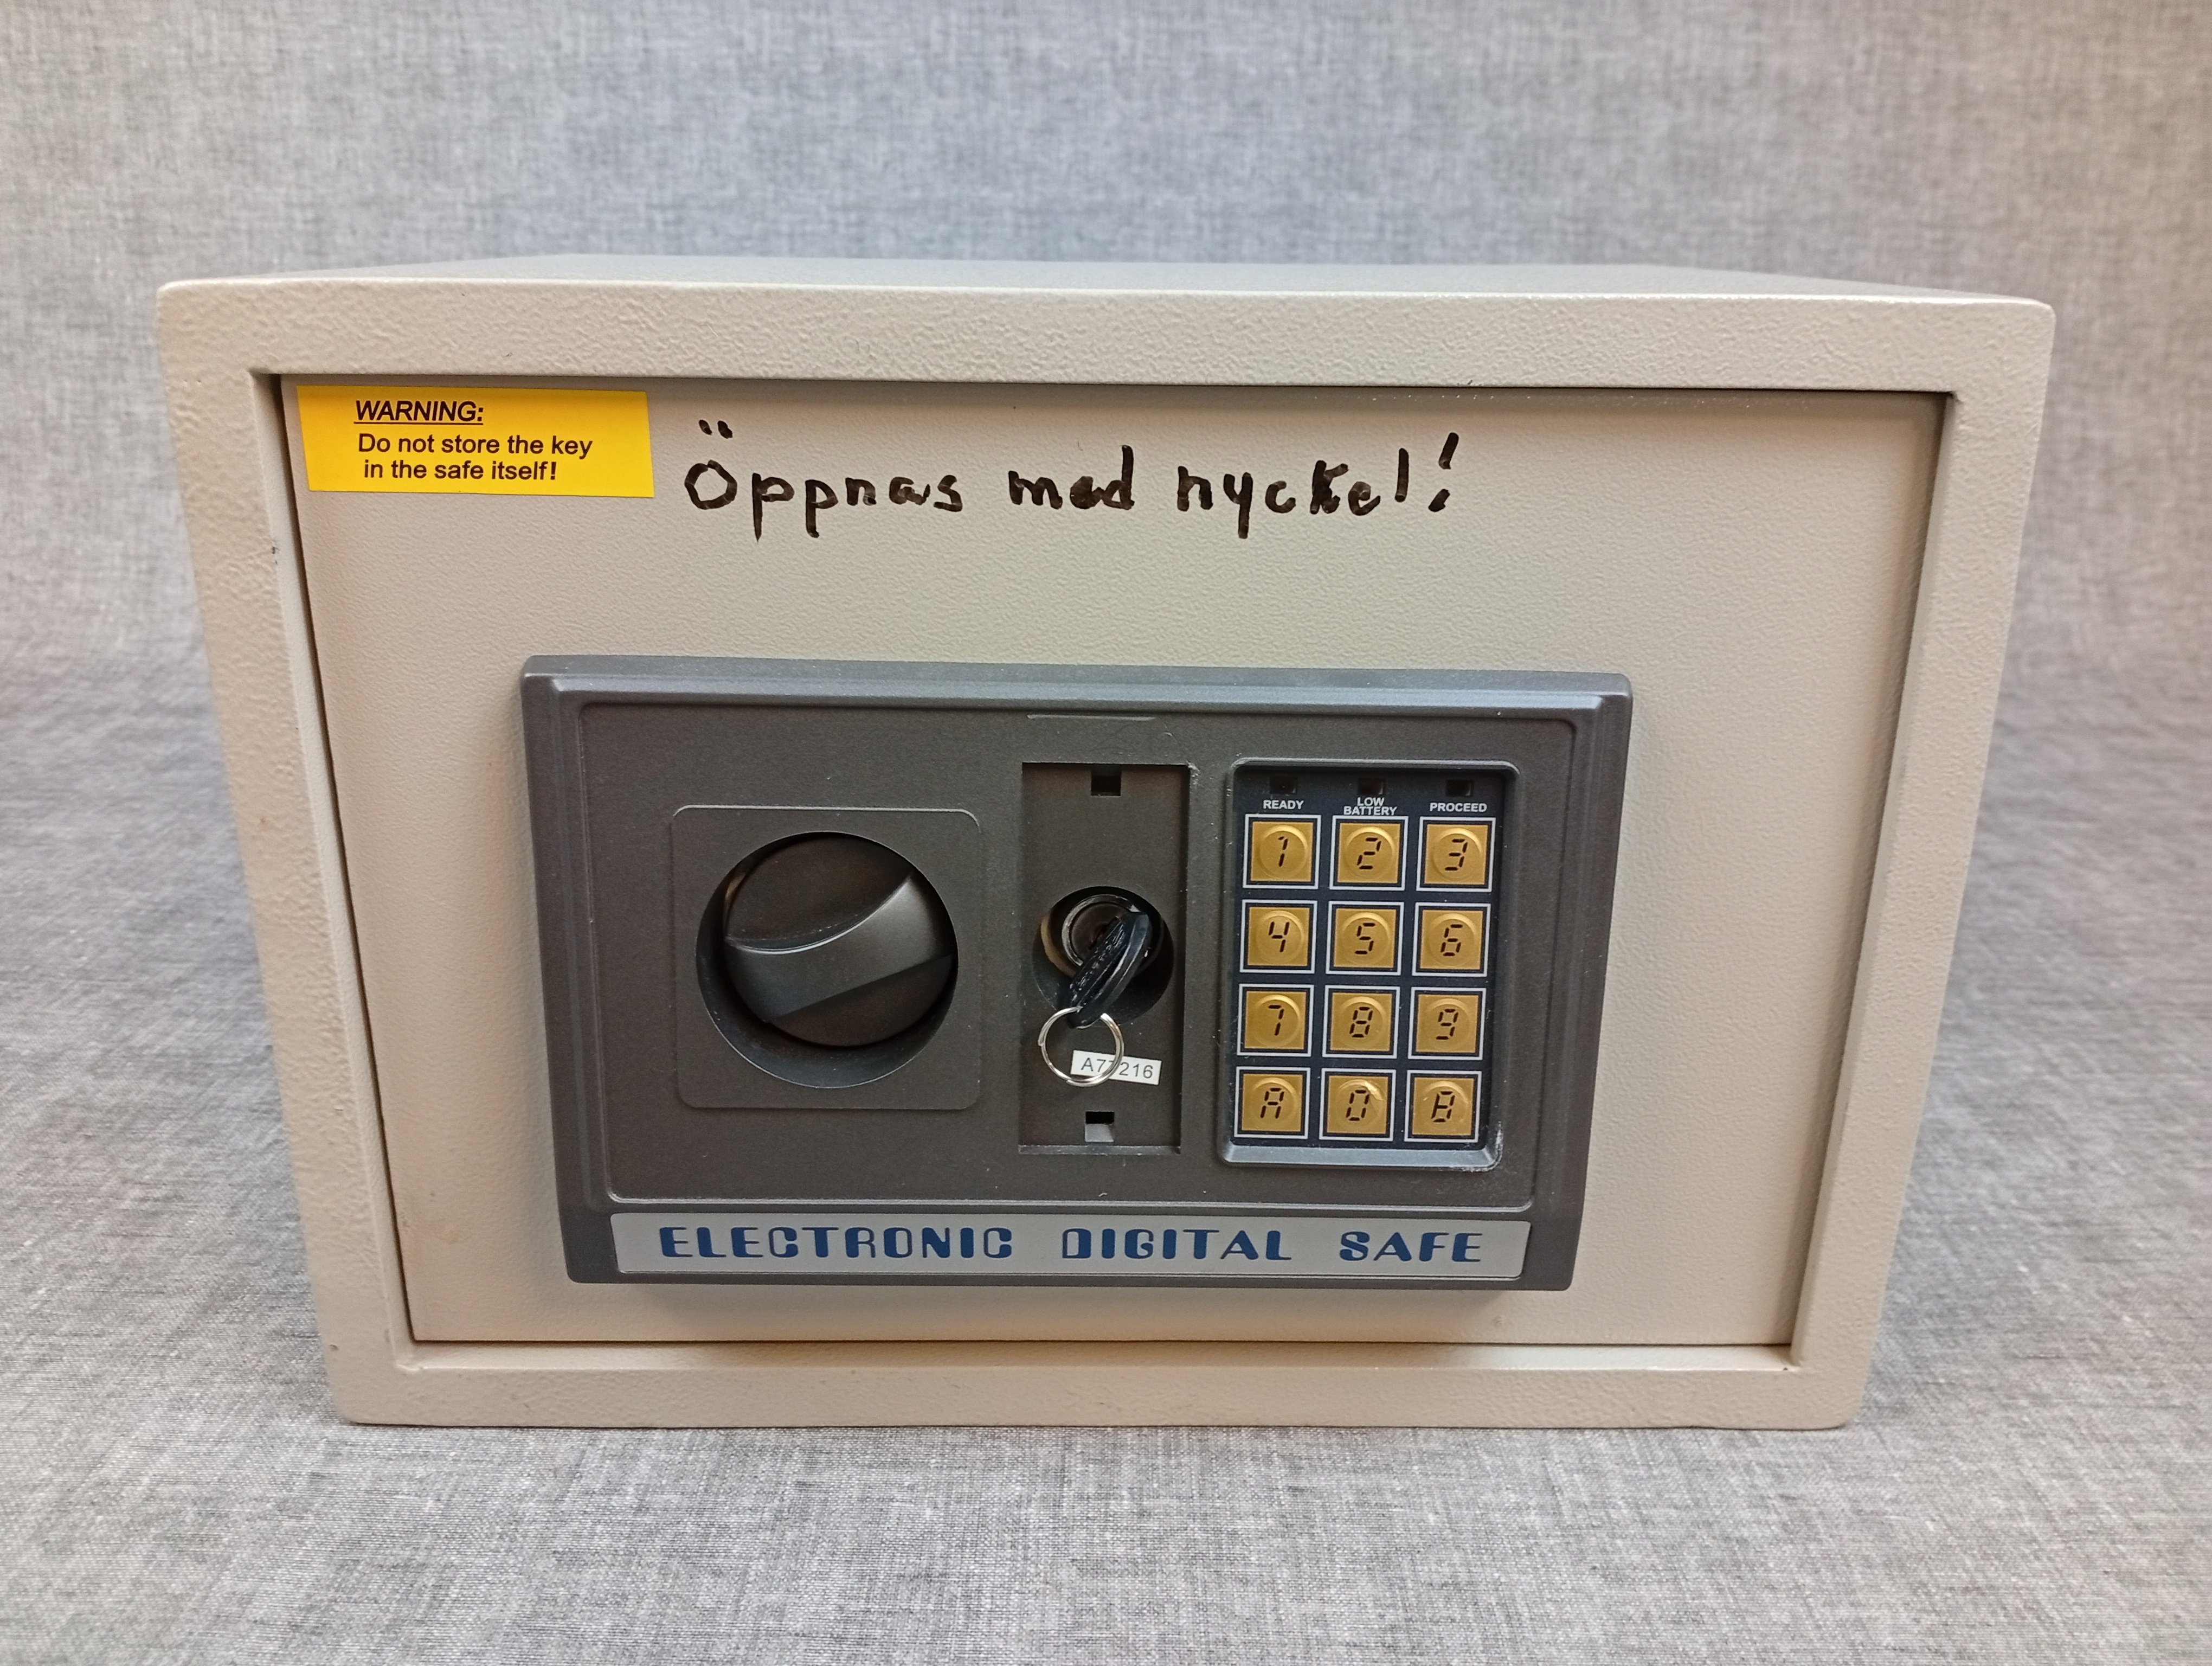 WARNING:
Do not store the key
in the safe itself!
Öppnas med nyckel!
READY
LOW
BATTERY
PROCEED
1 2 3
4 5 6
7 8 9
A 0 B
ELECTRONIC DIGITAL SAFE